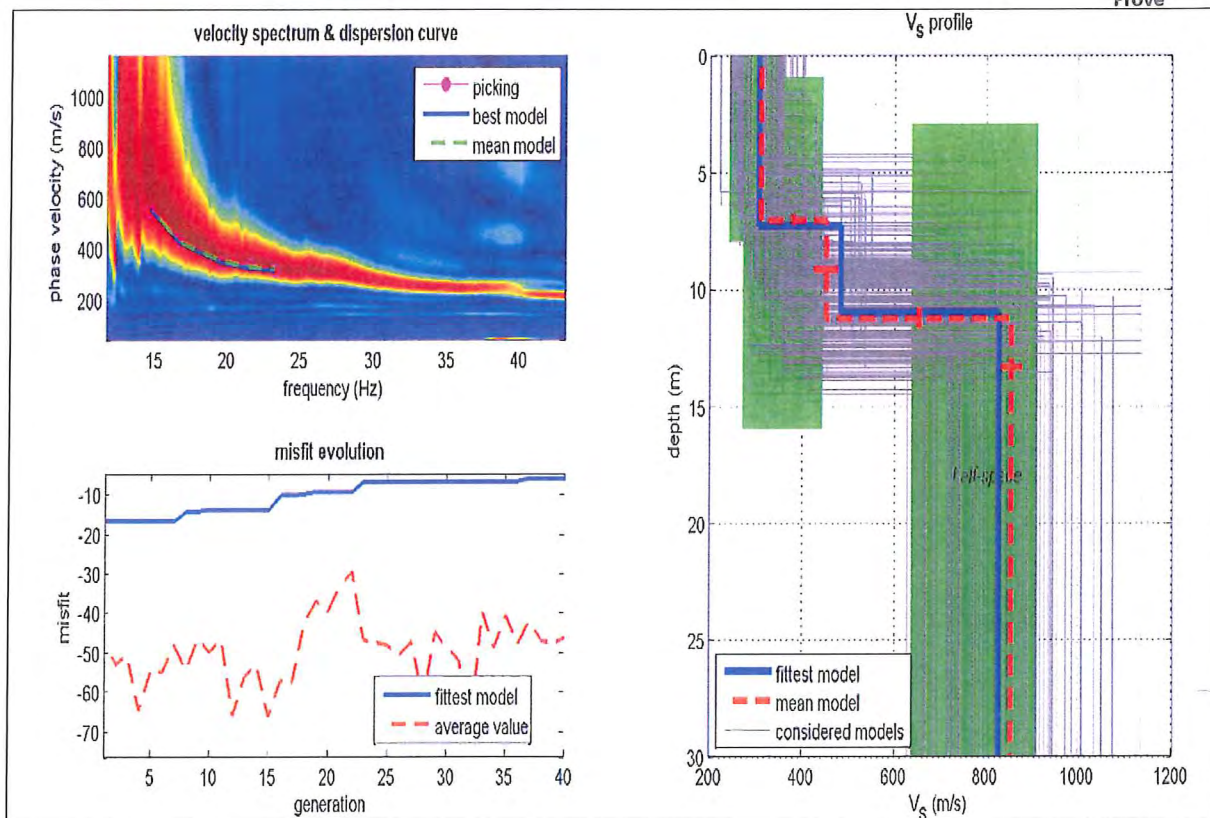 Prove
velocity spectrum & dispersion curve
1000
800
600
400
200
phase velocity (m/s)
picking
best model
mean model
15 20 25 30 35 40
frequency (Hz)
misfit evolution
-10
-20
-30
-40
-50
-60
-70
misfit
fittest model
average value
5 10 15 20 25 30 35 40
generation
VS profile
0
5
10
15
20
25
30
depth (m)
half-space
fittest model
mean model
considered models
200 400 600 800 1000 1200
VS (m/s)